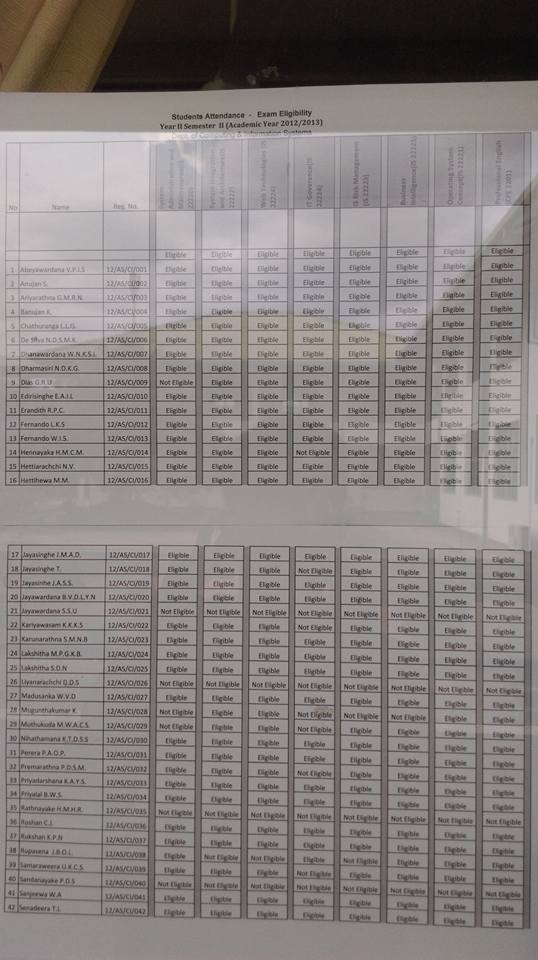 Students Attendance - Exam Eligibility
Year II Semester II (Academic Year 2012/2013)
Dept. of Computing & Information Systems
No Name Reg. No. System Administration and Maintenance(IS 22220) System Integration and Architecture(IS 22222) Web Technologies (IS 22224) IT Goverence(IS 22224) IS Risk Management (IS 22223) Business Intelligence(IS 22225) Operating System Concept(IS 22221) Professional English (CPE 2201)
Eligible Eligible Eligible Eligible Eligible Eligible Eligible Eligible
1 Abeyawardana V.P.I.S 12/AS/CI/001 Eligible Eligible Eligible Eligible Eligible Eligible Eligible Eligible
2 Anujan S. 12/AS/CI/002 Eligible Eligible Eligible Eligible Eligible Eligible Eligible Eligible
3 Ariyarathna G.M.R.N. 12/AS/CI/003 Eligible Eligible Eligible Eligible Eligible Eligible Eligible Eligible
4 Banujan K. 12/AS/CI/004 Eligible Eligible Eligible Eligible Eligible Eligible Eligible Eligible
5 Chathuranga L.L.G. 12/AS/CI/005 Eligible Eligible Eligible Eligible Eligible Eligible Eligible Eligible
6 De Silva N.D.S.M.K. 12/AS/CI/006 Eligible Eligible Eligible Eligible Eligible Eligible Eligible Eligible
7 Dhanawardana W.N.K.S.L 12/AS/CI/007 Eligible Eligible Eligible Eligible Eligible Eligible Eligible Eligible
8 Dharmasiri N.D.K.G. 12/AS/CI/008 Eligible Eligible Eligible Eligible Eligible Eligible Eligible Eligible
9 Dias G.R.U 12/AS/CI/009 Not Eligible Eligible Eligible Eligible Eligible Eligible Eligible Eligible
10 Edirisinghe E.A.I.L 12/AS/CI/010 Eligible Eligible Eligible Eligible Eligible Eligible Eligible Eligible
11 Erandith R.P.C. 12/AS/CI/011 Eligible Eligible Eligible Eligible Eligible Eligible Eligible Eligible
12 Fernando L.K.S 12/AS/CI/012 Eligible Eligible Eligible Eligible Eligible Eligible Eligible Eligible
13 Fernando W.I.S. 12/AS/CI/013 Eligible Eligible Eligible Eligible Eligible Eligible Eligible Eligible
14 Hennayaka H.M.C.M. 12/AS/CI/014 Eligible Eligible Eligible Not Eligible Eligible Eligible Eligible Eligible
15 Hettiarachchi N.V. 12/AS/CI/015 Eligible Eligible Eligible Eligible Eligible Eligible Eligible Eligible
16 Hettihewa M.M. 12/AS/CI/016 Eligible Eligible Eligible Eligible Eligible Eligible Eligible Eligible
17 Jayasinghe J.M.A.D. 12/AS/CI/017 Eligible Eligible Eligible Eligible Eligible Eligible Eligible Eligible
18 Jayasinghe T. 12/AS/CI/018 Eligible Eligible Eligible Not Eligible Eligible Eligible Eligible Eligible
19 Jayasinhe J.A.S.S. 12/AS/CI/019 Eligible Eligible Eligible Eligible Eligible Eligible Eligible Eligible
20 Jayawardana B.V.D.L.Y.N 12/AS/CI/020 Eligible Eligible Eligible Eligible Eligible Eligible Eligible Eligible
21 Jayawardana S.S.U 12/AS/CI/021 Not Eligible Not Eligible Not Eligible Not Eligible Not Eligible Not Eligible Not Eligible Not Eligible
22 Kariyawasam K.K.K.S 12/AS/CI/022 Eligible Eligible Eligible Not Eligible Eligible Eligible Eligible Eligible
23 Karunarathna S.M.N.B 12/AS/CI/023 Eligible Eligible Eligible Eligible Eligible Eligible Eligible Eligible
24 Lakshitha M.P.G.K.B. 12/AS/CI/024 Eligible Eligible Eligible Eligible Eligible Eligible Eligible Eligible
25 Lakshitha S.D.N 12/AS/CI/025 Eligible Eligible Eligible Eligible Eligible Eligible Eligible Eligible
26 Liyanarachchi D.D.S 12/AS/CI/026 Not Eligible Not Eligible Not Eligible Not Eligible Not Eligible Not Eligible Not Eligible Not Eligible
27 Madusanka W.V.D 12/AS/CI/027 Eligible Eligible Eligible Eligible Eligible Eligible Eligible Eligible
28 Mugunthakumar K. 12/AS/CI/028 Not Eligible Eligible Eligible Not Eligible Eligible Eligible Eligible Eligible
29 Muthukuda M.W.A.C.S. 12/AS/CI/029 Not Eligible Eligible Eligible Not Eligible Eligible Eligible Eligible Eligible
30 Nihathamana K.T.D.S.S 12/AS/CI/030 Eligible Eligible Eligible Eligible Eligible Eligible Eligible Eligible
31 Perera P.A.O.P. 12/AS/CI/031 Eligible Eligible Eligible Eligible Eligible Eligible Eligible Eligible
32 Premarathna P.D.S.M. 12/AS/CI/032 Eligible Eligible Eligible Not Eligible Eligible Eligible Eligible Eligible
33 Priyadarshana K.A.Y.S. 12/AS/CI/033 Eligible Eligible Eligible Eligible Eligible Eligible Eligible Eligible
34 Priyalal B.W.S. 12/AS/CI/034 Eligible Eligible Eligible Eligible Eligible Eligible Eligible Eligible
35 Rathnayake H.M.H.R. 12/AS/CI/035 Not Eligible Not Eligible Not Eligible Not Eligible Not Eligible Not Eligible Not Eligible Not Eligible
36 Roshan C.J. 12/AS/CI/036 Eligible Eligible Eligible Eligible Eligible Eligible Eligible Eligible
37 Rukshan K.P.N 12/AS/CI/037 Eligible Eligible Eligible Eligible Eligible Eligible Eligible Eligible
38 Rupasena J.B.O.L. 12/AS/CI/038 Eligible Not Eligible Not Eligible Not Eligible Not Eligible Eligible Eligible Eligible
39 Samaraweera U.K.C.S. 12/AS/CI/039 Eligible Eligible Eligible Not Eligible Eligible Eligible Eligible Eligible
40 Sandanayake P.D.S 12/AS/CI/040 Not Eligible Not Eligible Not Eligible Not Eligible Not Eligible Not Eligible Not Eligible Not Eligible
41 Sanjeewa W.A 12/AS/CI/041 Eligible Eligible Eligible Eligible Eligible Eligible Eligible Eligible
42 Senadeera T.L 12/AS/CI/042 Eligible Eligible Eligible Eligible Eligible Eligible Eligible Eligible